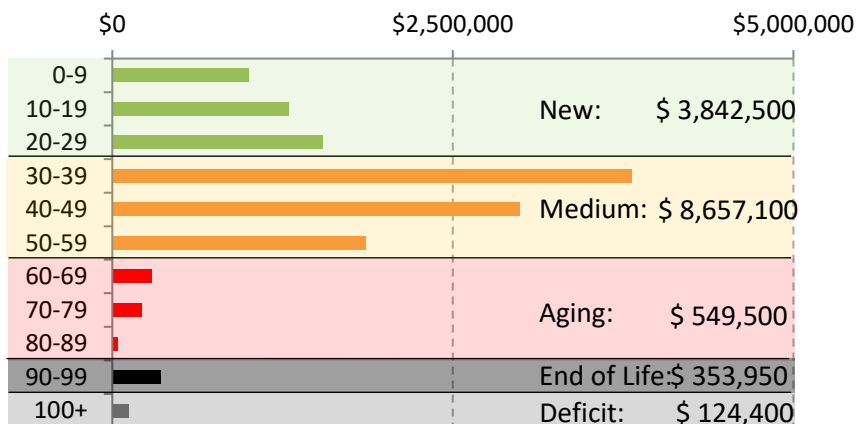 $0 $2,500,000 $5,000,000
0-9
10-19 New: $ 3,842,500
20-29
30-39
40-49 Medium: $ 8,657,100
50-59
60-69
70-79 Aging: $ 549,500
80-89
90-99 End of Life: $ 353,950
100+ Deficit: $ 124,400